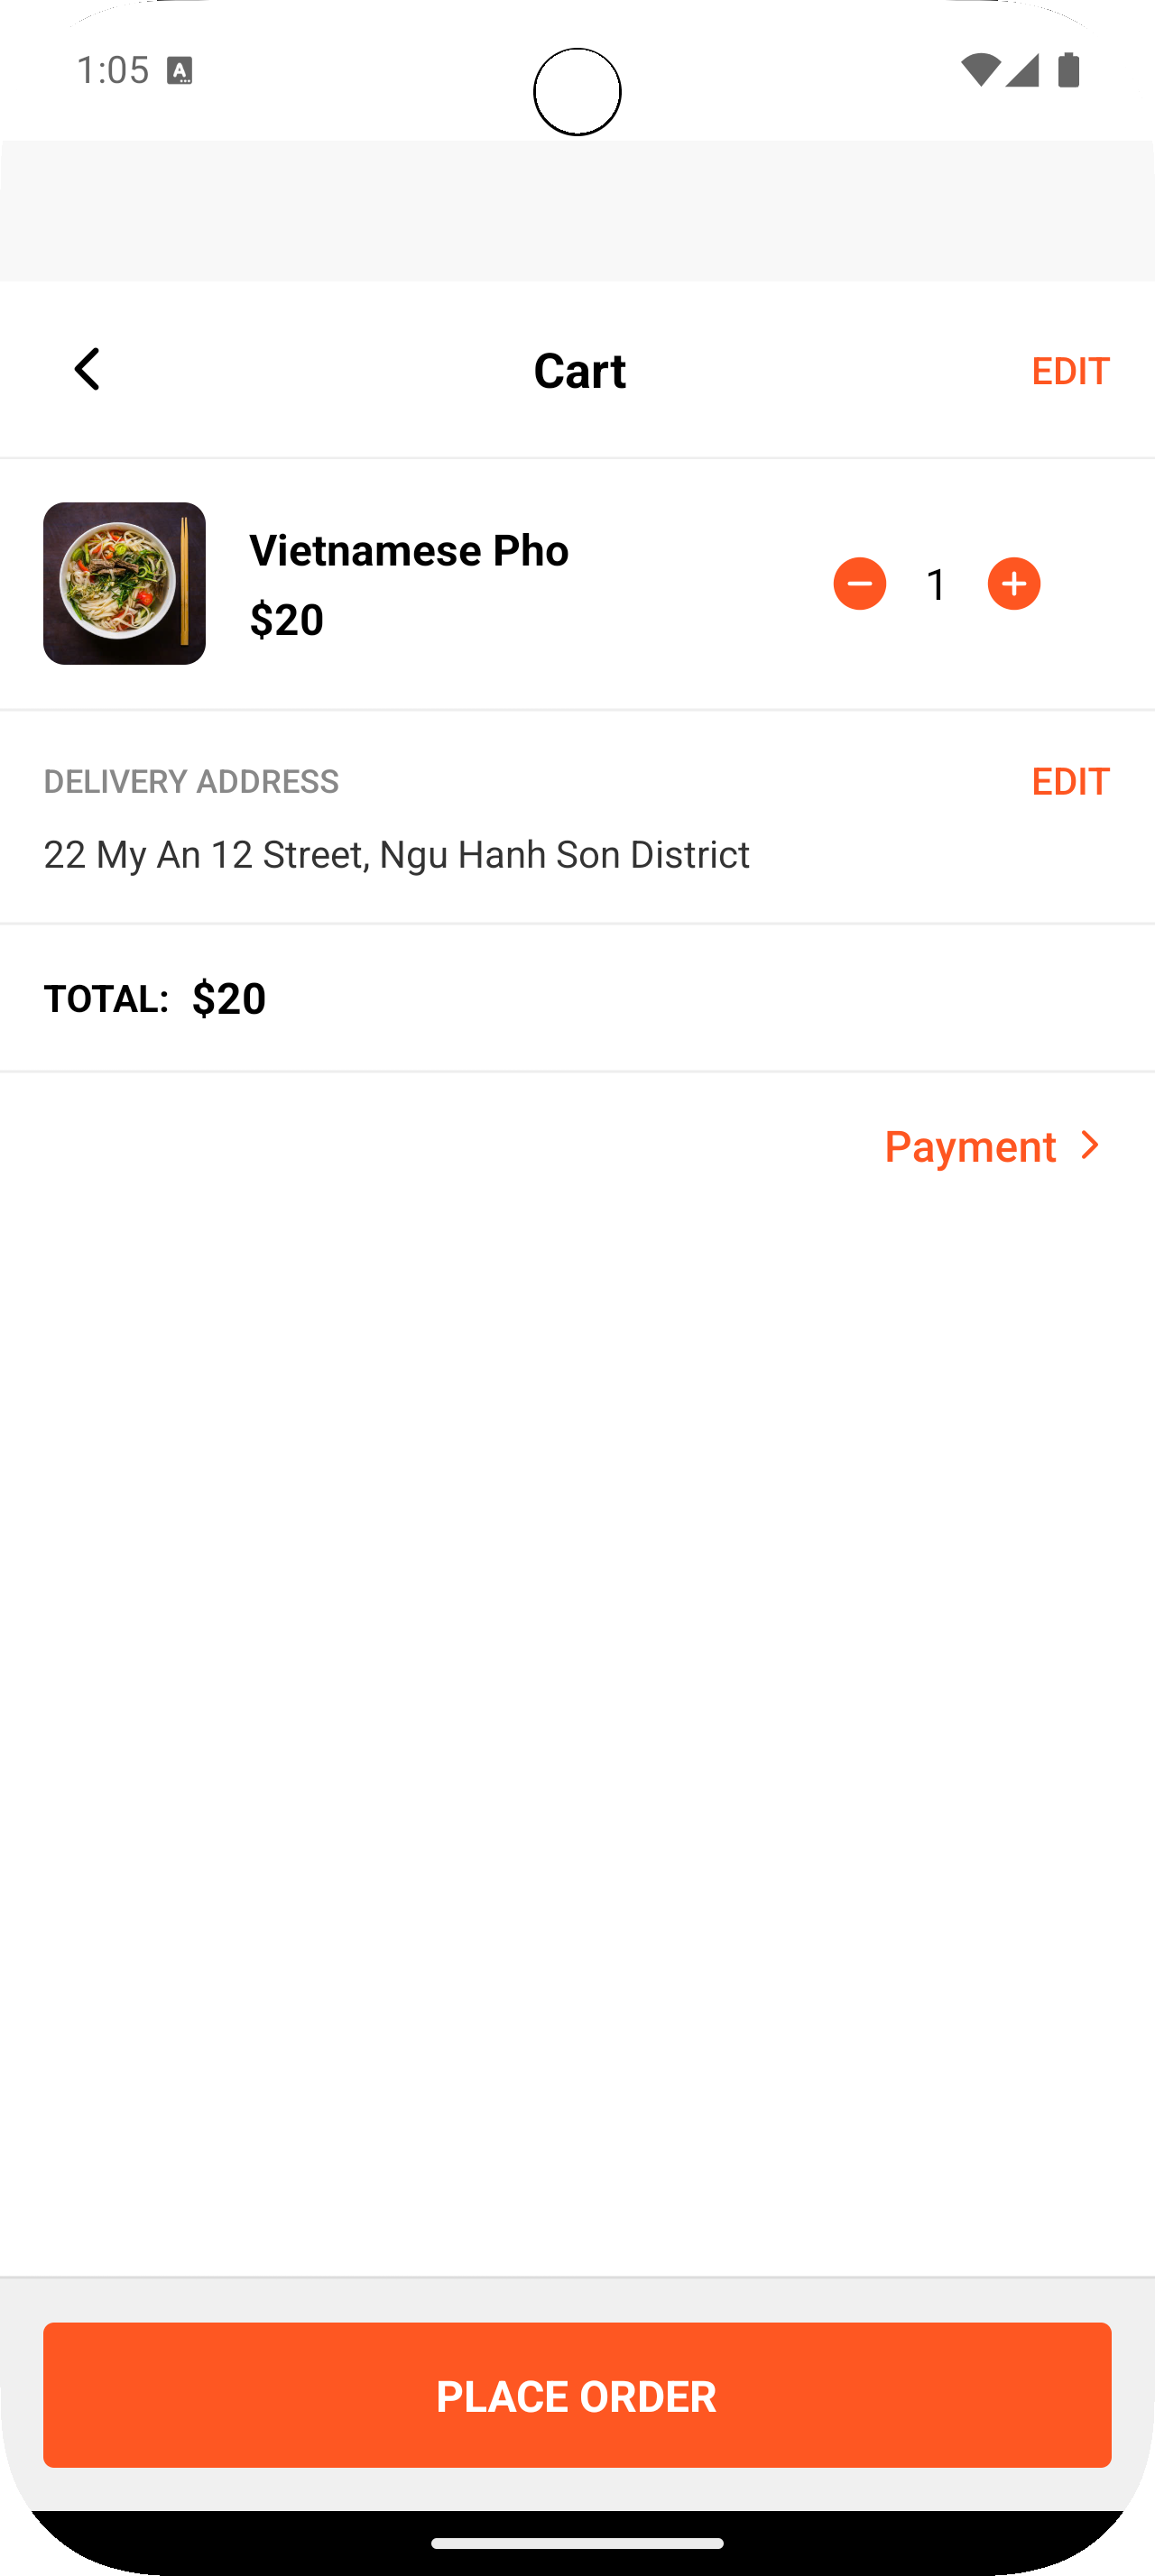 1:05
Cart
EDIT
Vietnamese Pho
$20
1
DELIVERY ADDRESS
EDIT
22 My An 12 Street, Ngu Hanh Son District
TOTAL: $20
Payment
PLACE ORDER